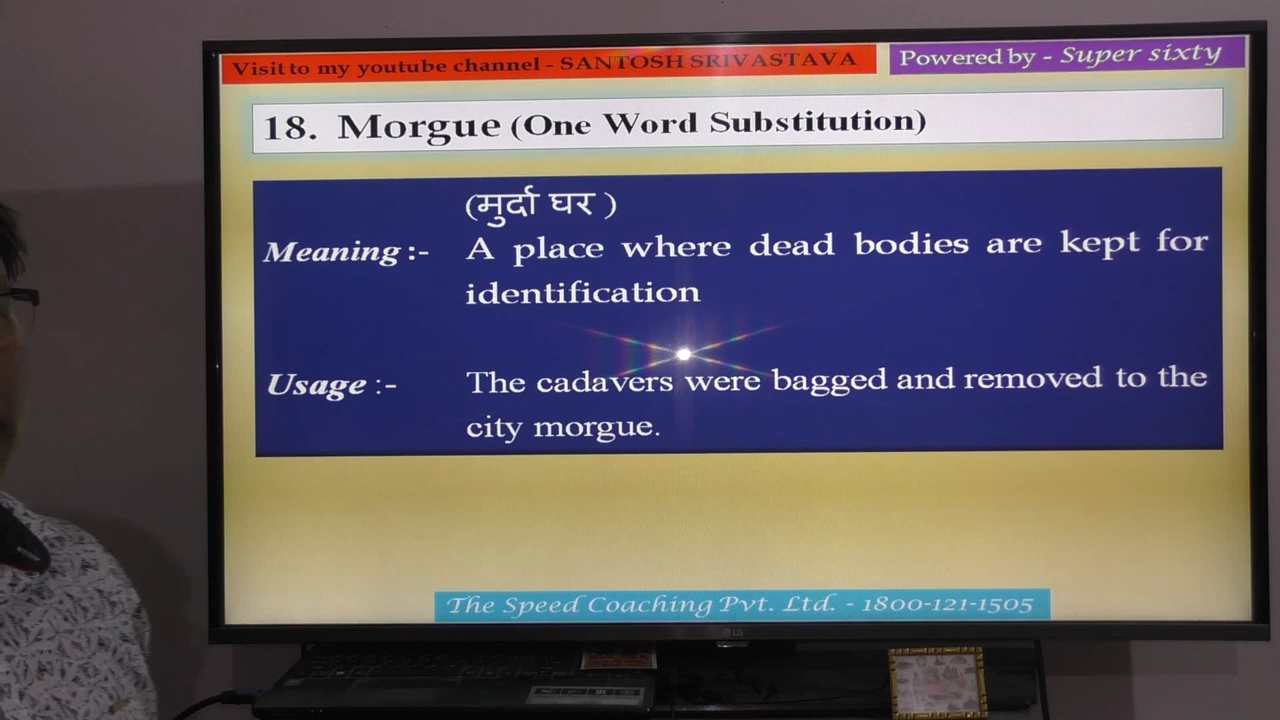 Visit to my youtube channel - SANTOSH SRIVASTAVA
Powered by - Super sixty
18. Morgue (One Word Substitution)
(मुर्दा घर )
Meaning :- A place where dead bodies are kept for
identification
Usage :- The cadavers were bagged and removed to the
city morgue.
The Speed Coaching Pvt. Ltd. - 1800-121-1505
LG